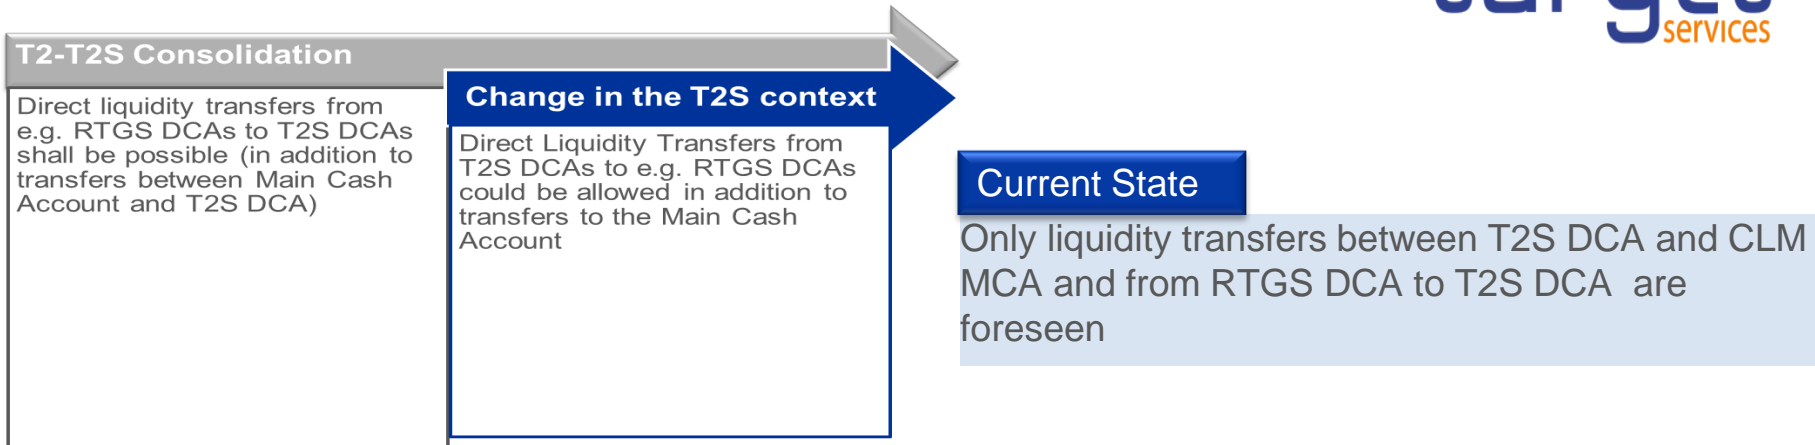 services
T2-T2S Consolidation
Direct liquidity transfers from
e.g. RTGS DCAs to T2S DCAs
shall be possible (in addition to
transfers between Main Cash
Account and T2S DCA)
Change in the T2S context
Direct Liquidity Transfers from
T2S DCAs to e.g. RTGS DCAs
could be allowed in addition to
transfers to the Main Cash
Account
Current State
Only liquidity transfers between T2S DCA and CLM
MCA and from RTGS DCA to T2S DCA are
foreseen